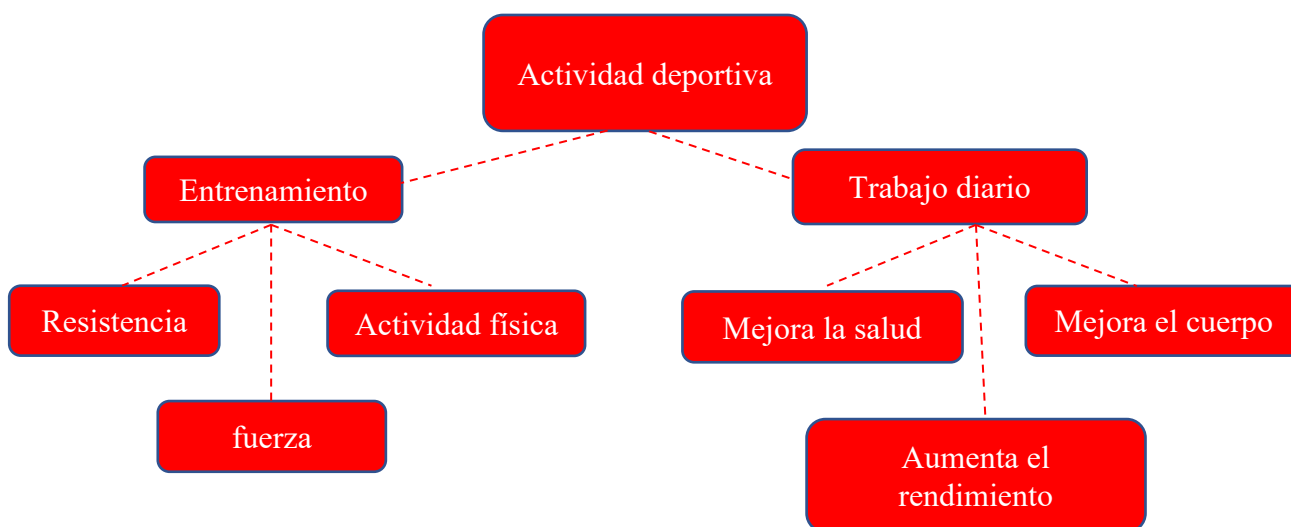 Actividad deportiva
Entrenamiento
Trabajo diario
Resistencia
Actividad física
Mejora la salud
Mejora el cuerpo
fuerza
Aumenta el
rendimiento